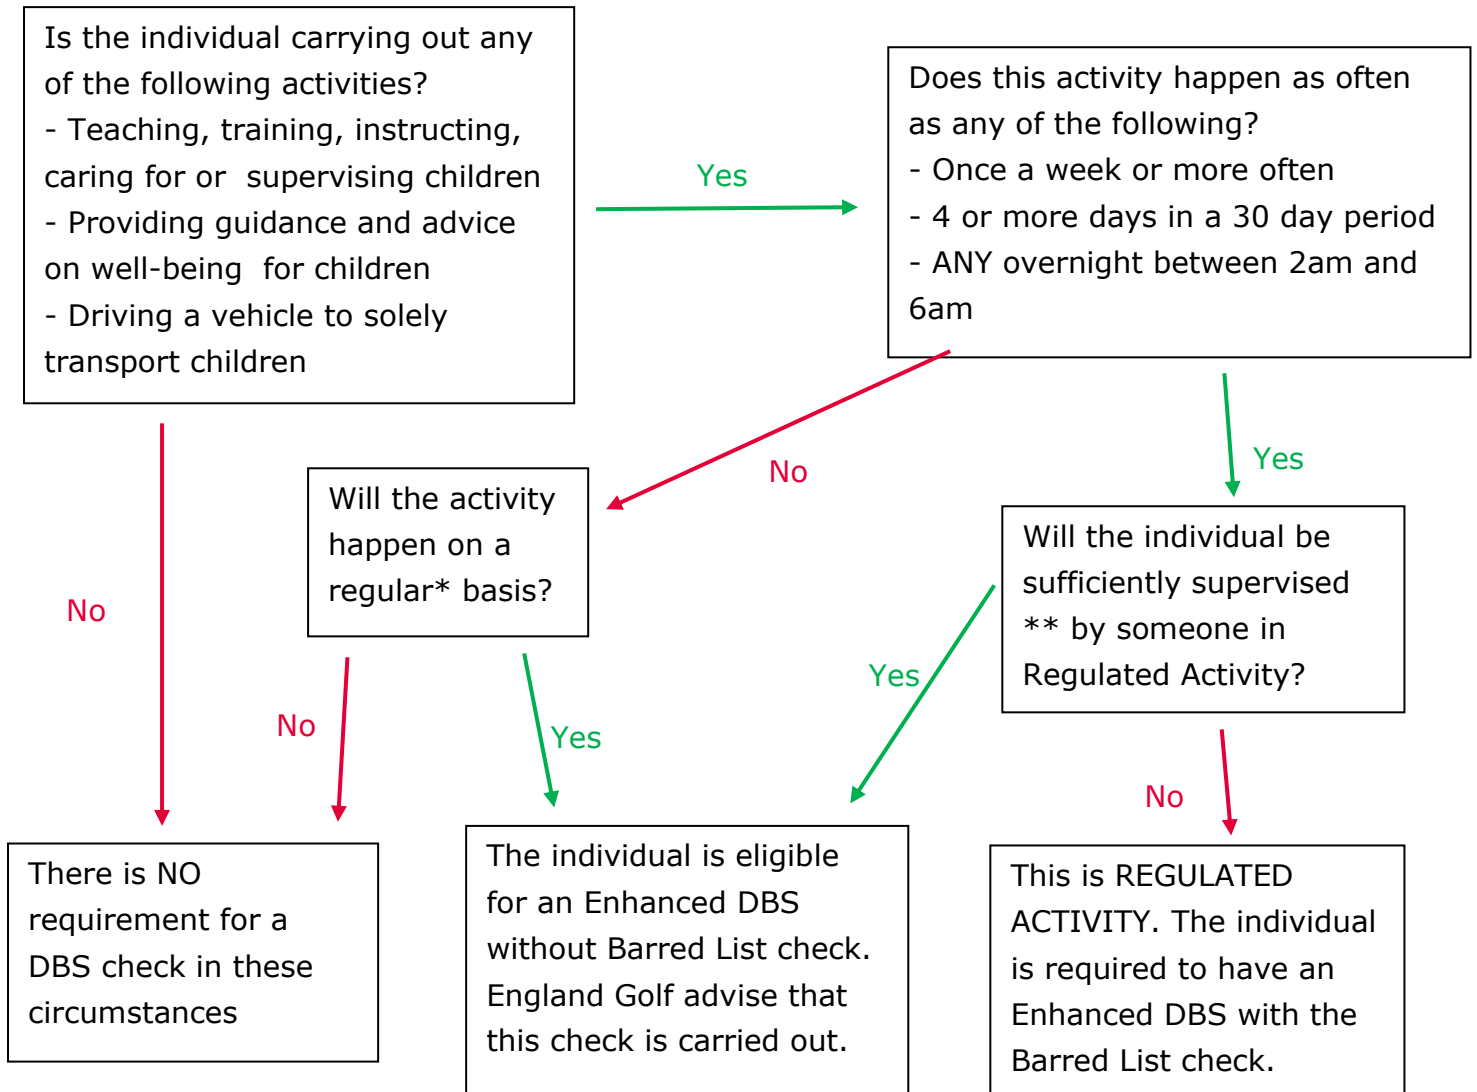 Is the individual carrying out any
of the following activities?
- Teaching, training, instructing,
caring for or  supervising children
- Providing guidance and advice
on well-being  for children
- Driving a vehicle to solely
transport children
Yes
Does this activity happen as often
as any of the following?
- Once a week or more often
- 4 or more days in a 30 day period
- ANY overnight between 2am and
6am
No
Will the activity
happen on a
regular* basis?
No
Yes
Will the individual be
sufficiently supervised
** by someone in
Regulated Activity?
No
Yes
Yes
No
There is NO
requirement for a
DBS check in these
circumstances
The individual is eligible
for an Enhanced DBS
without Barred List check.
England Golf advise that
this check is carried out.
This is REGULATED
ACTIVITY. The individual
is required to have an
Enhanced DBS with the
Barred List check.